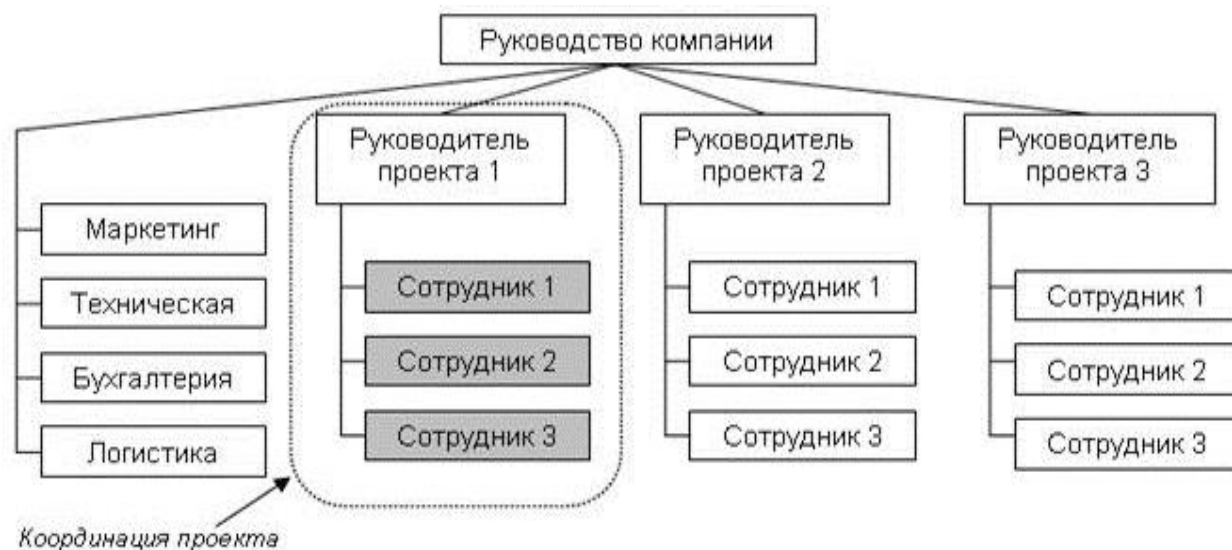 Руководство компании
Руководитель
проекта 1
Руководитель
проекта 2
Руководитель
проекта 3
Маркетинг
Техническая
Бухгалтерия
Логистика
Сотрудник 1
Сотрудник 2
Сотрудник 3
Сотрудник 1
Сотрудник 2
Сотрудник 3
Сотрудник 1
Сотрудник 2
Сотрудник 3
Координация проекта